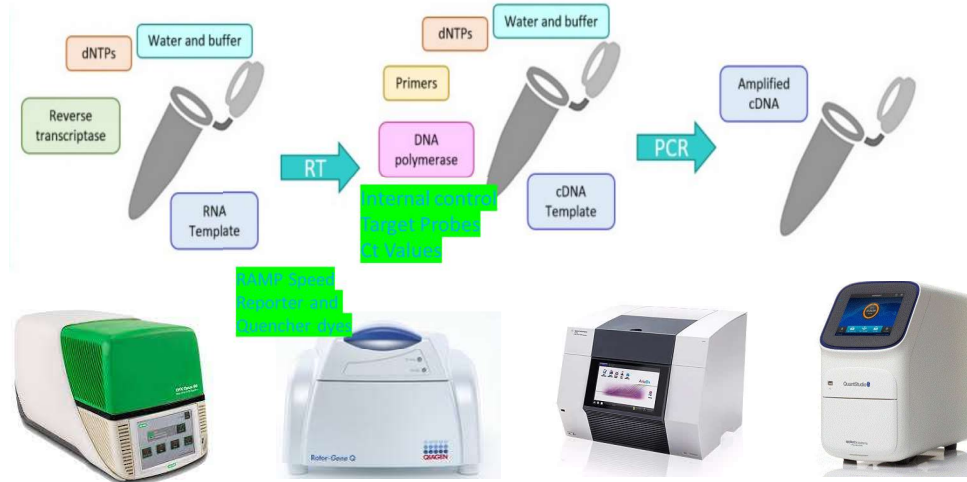 dNTPs
Water and buffer
Reverse
transcriptase
RNA
Template
RT
dNTPs
Water and buffer
Primers
DNA
polymerase
Internal control
Target Probes
Ct Values
cDNA
Template
PCR
Amplified
cDNA
RAMP Speed
Reporter and
Quencher dyes
Rotor-Gene Q
QIAGEN
QuantStudio